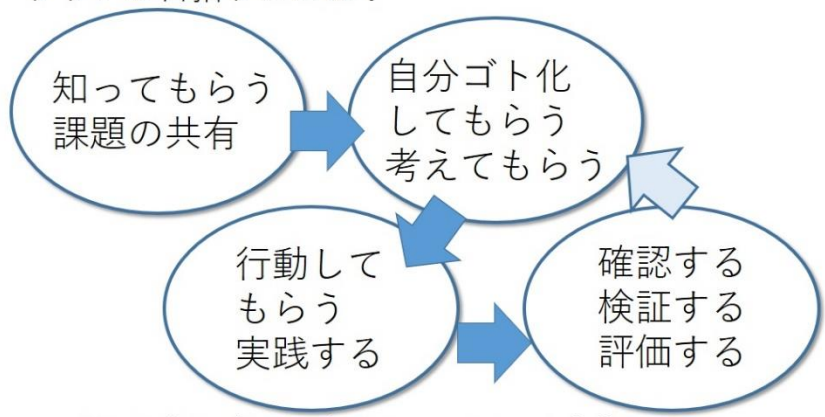 知ってもらう
課題の共有
自分ゴト化
してもらう
考えてもらう
行動して
もらう
実践する
確認する
検証する
評価する